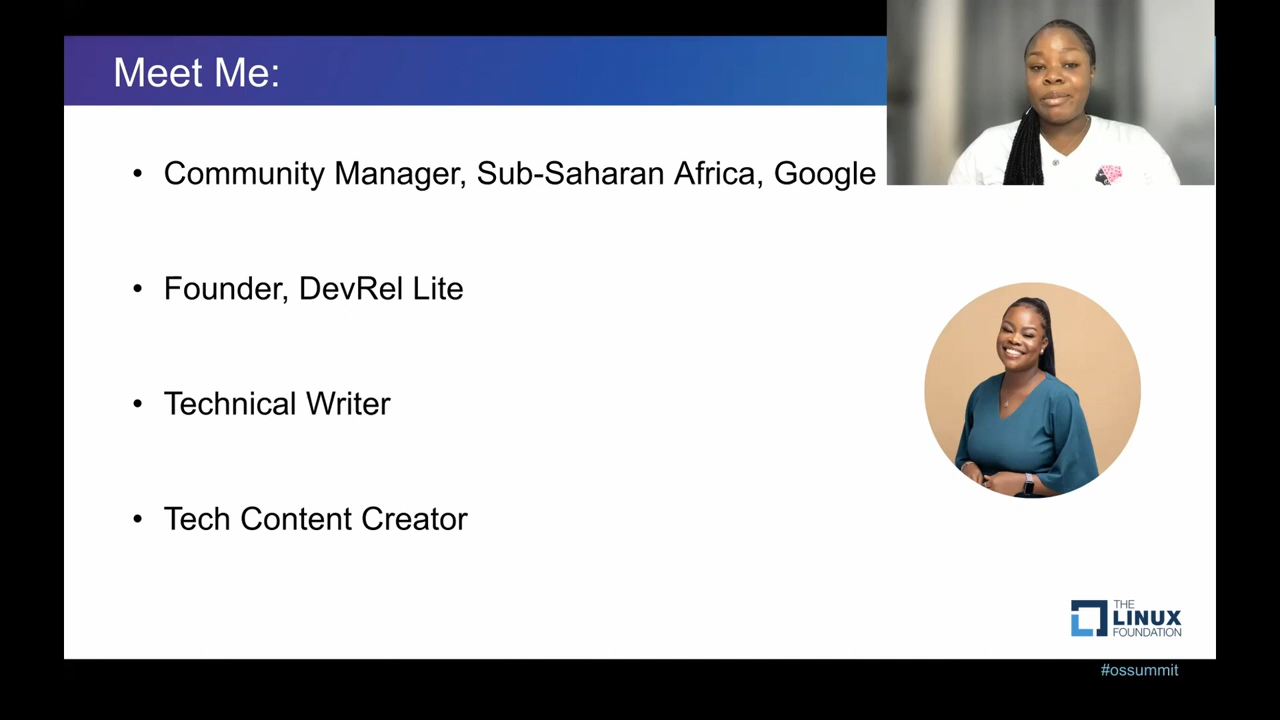 Meet Me:
• Community Manager, Sub-Saharan Africa, Google
• Founder, DevRel Lite
• Technical Writer
• Tech Content Creator
THE
LINUX
FOUNDATION
#ossummit